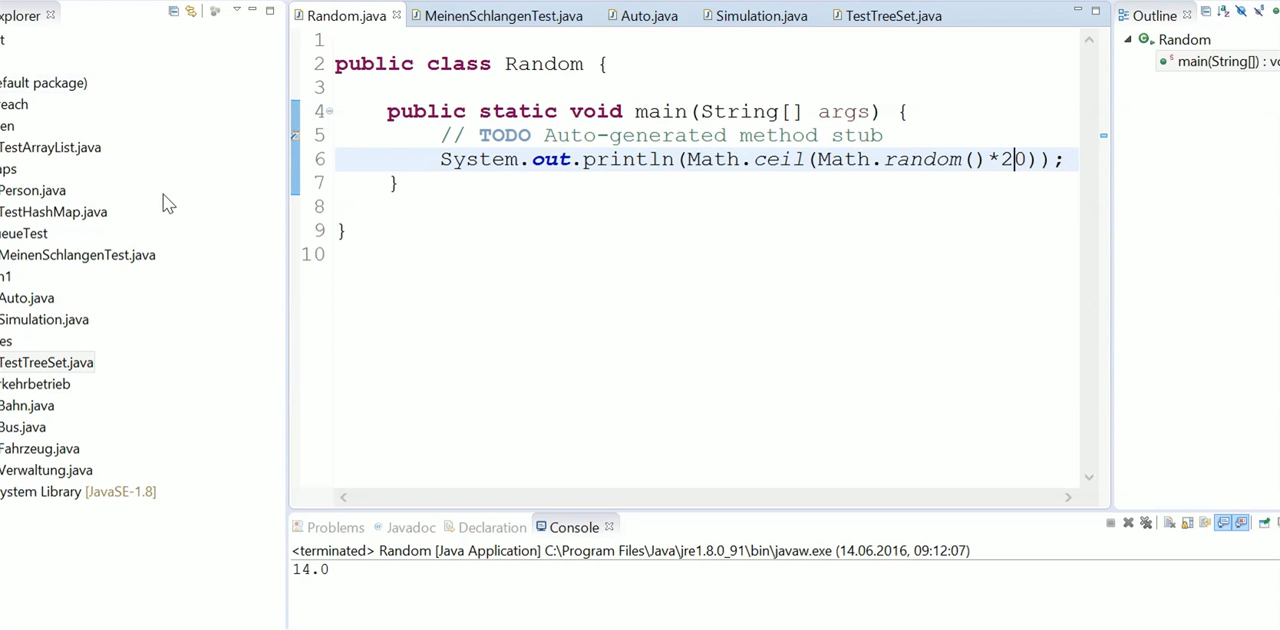 xplorer
Random.java MeinenSchlangenTest.java Auto.java Simulation.java TestTreeSet.java
Outline
t
efault package)
reach
en
TestArrayList.java
aps
Person.java
TestHashMap.java
ueueTest
MeinenSchlangenTest.java
n1
Auto.java
Simulation.java
es
TestTreeSet.java
rkehrbetrieb
Bahn.java
Bus.java
Fahrzeug.java
Verwaltung.java
ystem Library [JavaSE-1.8]
1
2 public class Random {
3
4 public static void main(String[] args) {
5 // TODO Auto-generated method stub
6 System.out.println(Math.ceil(Math.random()*20));
7 }
8
9 }
10
Random
main(String[]) : vo
Problems Javadoc Declaration Console
<terminated> Random [Java Application] C:\Program Files\Java\jre1.8.0_91\bin\javaw.exe (14.06.2016, 09:12:07)
14.0